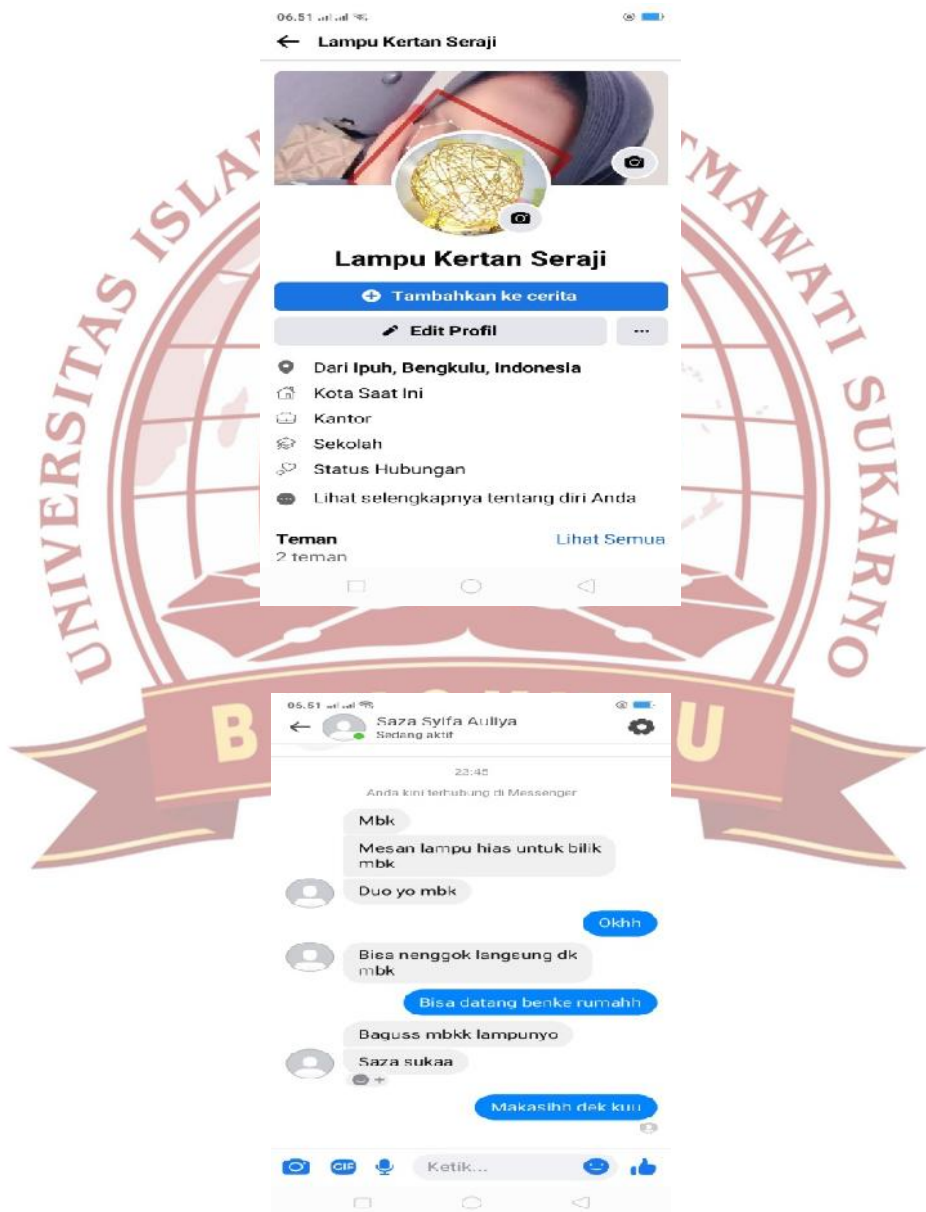 06.51
Lampu Kertan Seraji
Lampu Kertan Seraji
Tambahkan ke cerita
Edit Profil
Dari Ipuh, Bengkulu, Indonesia
Kota Saat Ini
Kantor
Sekolah
Status Hubungan
Lihat selengkapnya tentang diri Anda
Teman Lihat Semua
2 teman
UNIVERSITAS ISLA
TMAWATI SUKARNO
B U
06.51
Saza Syifa Auliya
Sedang aktif
23:45
Anda kini terhubung di Messenger
Mbk
Mesan lampu hias untuk bilik
mbk
Duo yo mbk
Okhh
Bisa nenggok langsung dk
mbk
Bisa datang benke rumahh
Baguss mbkk lampunyo
Saza sukaa
Makasihh dek kuu
GIF Ketik...